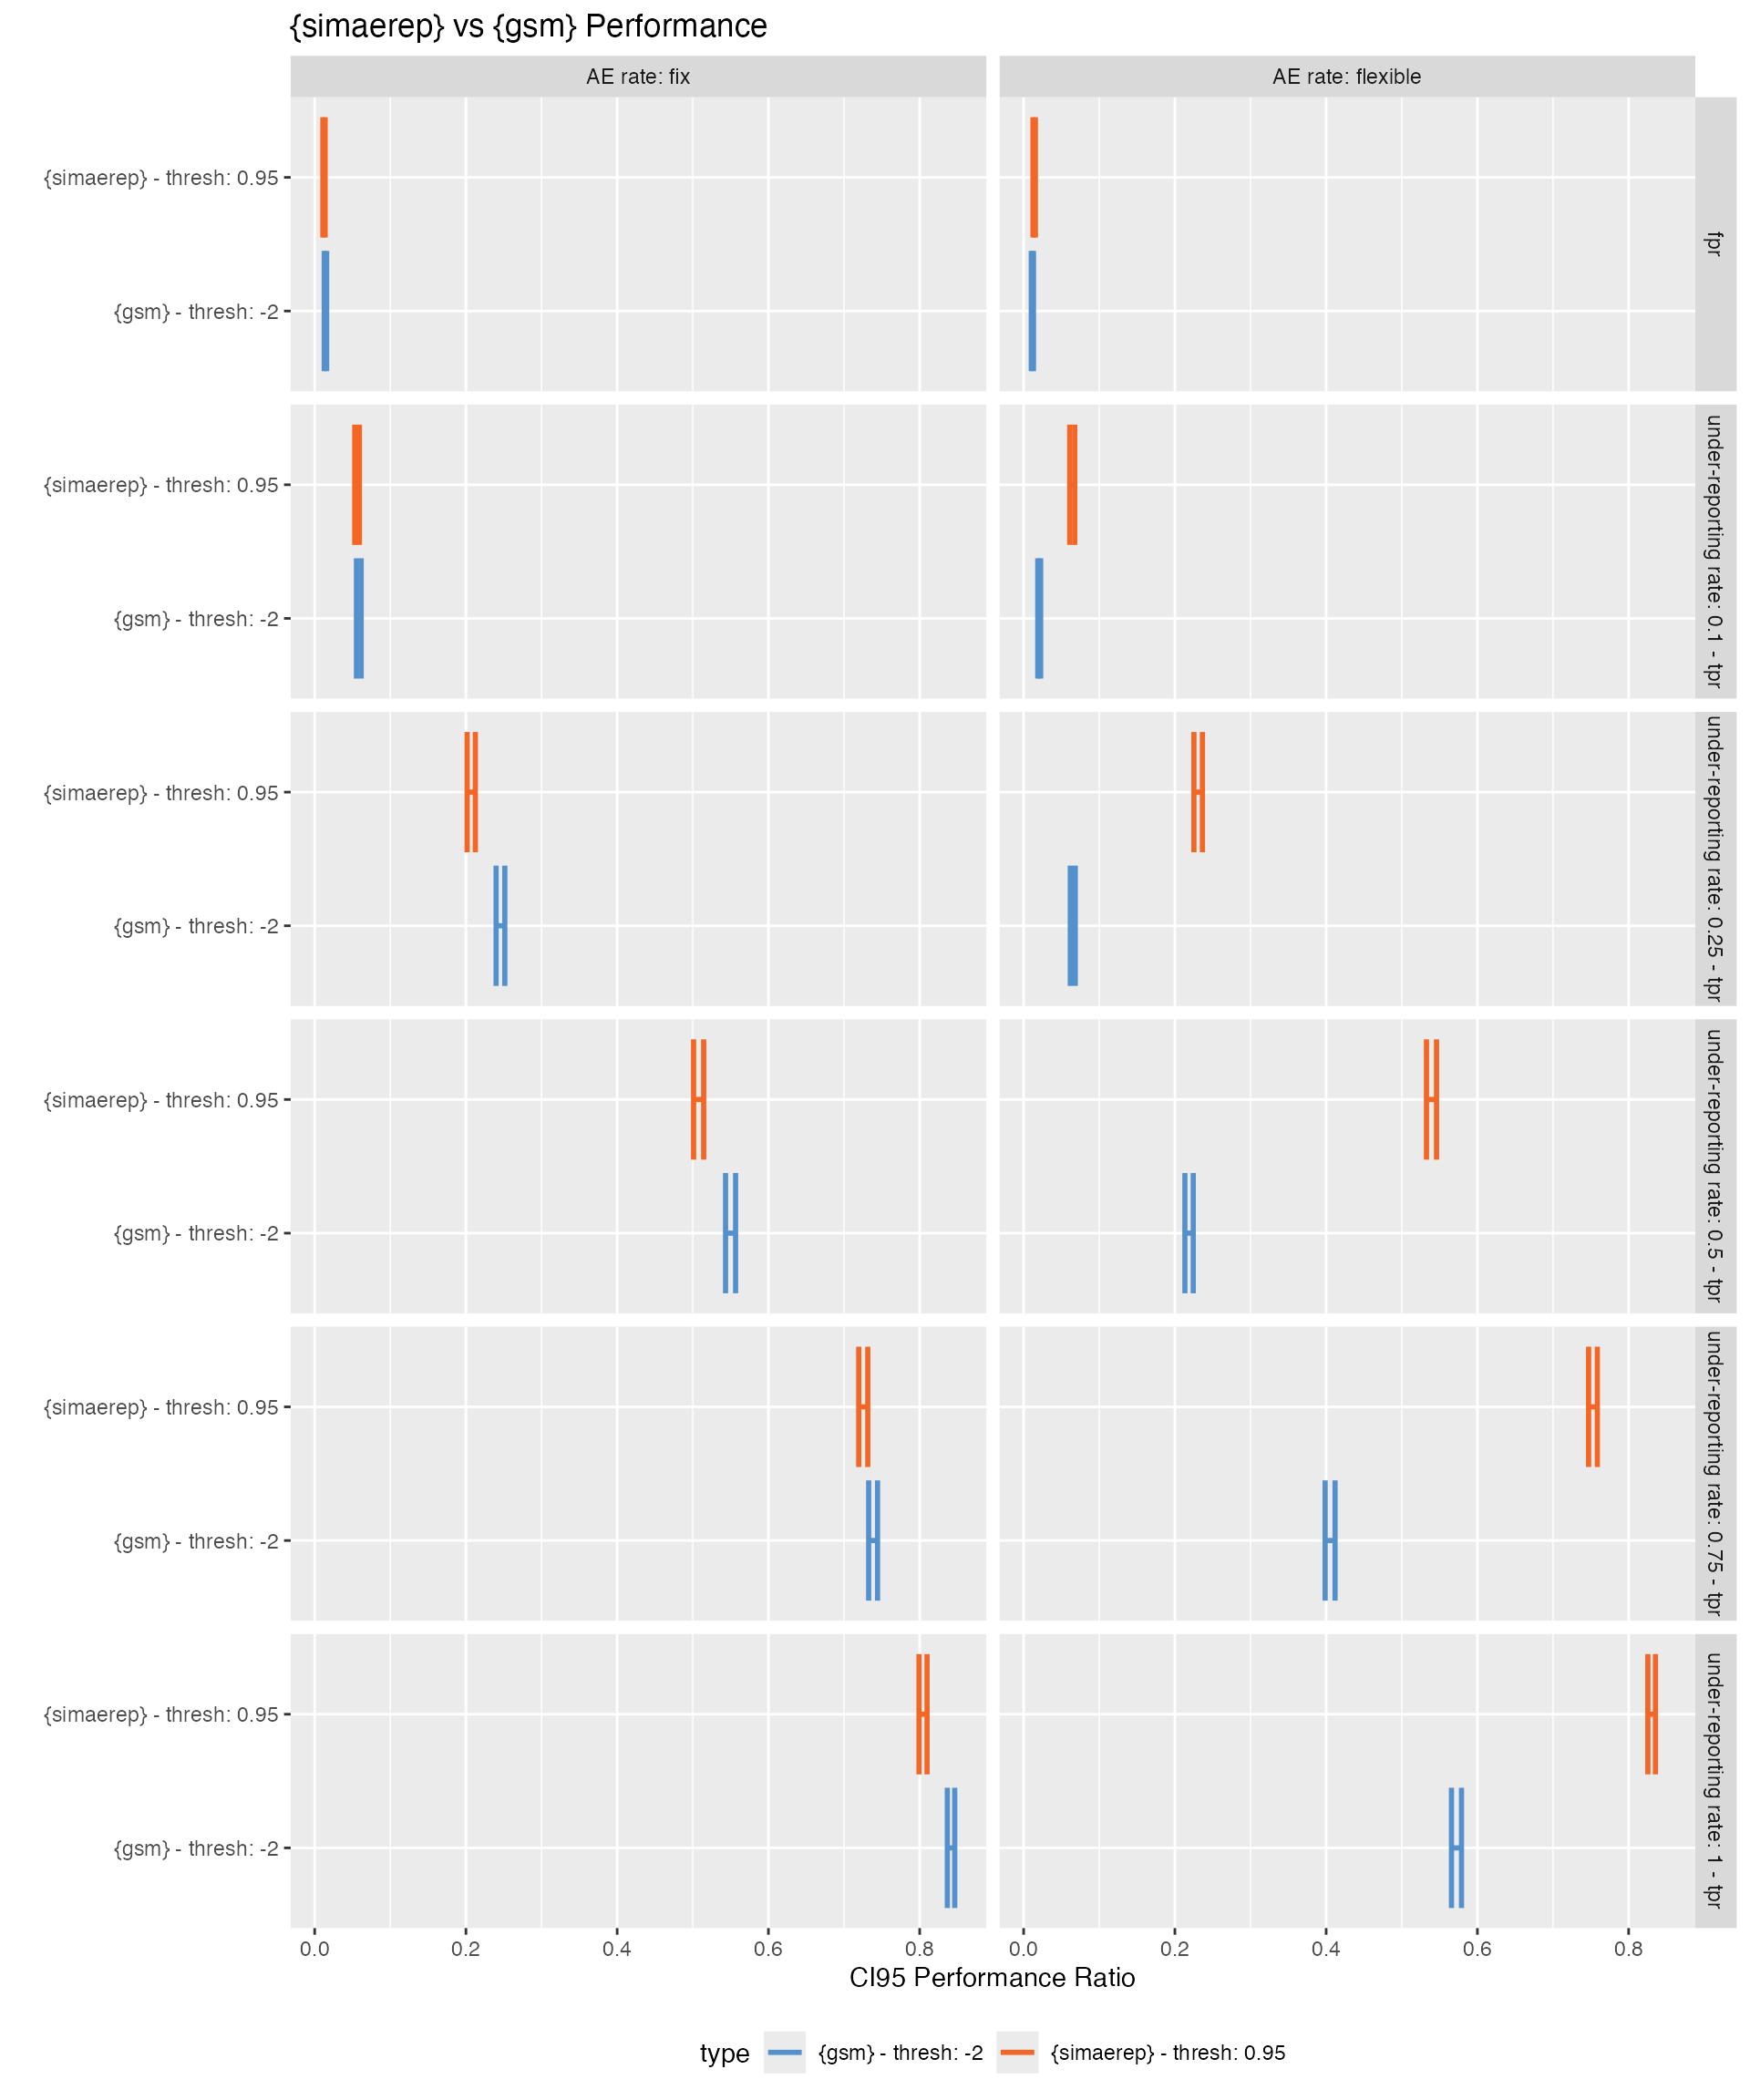 {simaerep} vs {gsm} Performance
AE rate: fix
AE rate: flexible
{simaerep} - thresh: 0.95
{gsm} - thresh: -2
fpr
{simaerep} - thresh: 0.95
{gsm} - thresh: -2
under-reporting rate: 0.1 - tpr
{simaerep} - thresh: 0.95
{gsm} - thresh: -2
under-reporting rate: 0.25 - tpr
{simaerep} - thresh: 0.95
{gsm} - thresh: -2
under-reporting rate: 0.5 - tpr
{simaerep} - thresh: 0.95
{gsm} - thresh: -2
under-reporting rate: 0.75 - tpr
{simaerep} - thresh: 0.95
{gsm} - thresh: -2
under-reporting rate: 1 - tpr
0.0 0.2 0.4 0.6 0.8
0.0 0.2 0.4 0.6 0.8
CI95 Performance Ratio
type {gsm} - thresh: -2 {simaerep} - thresh: 0.95